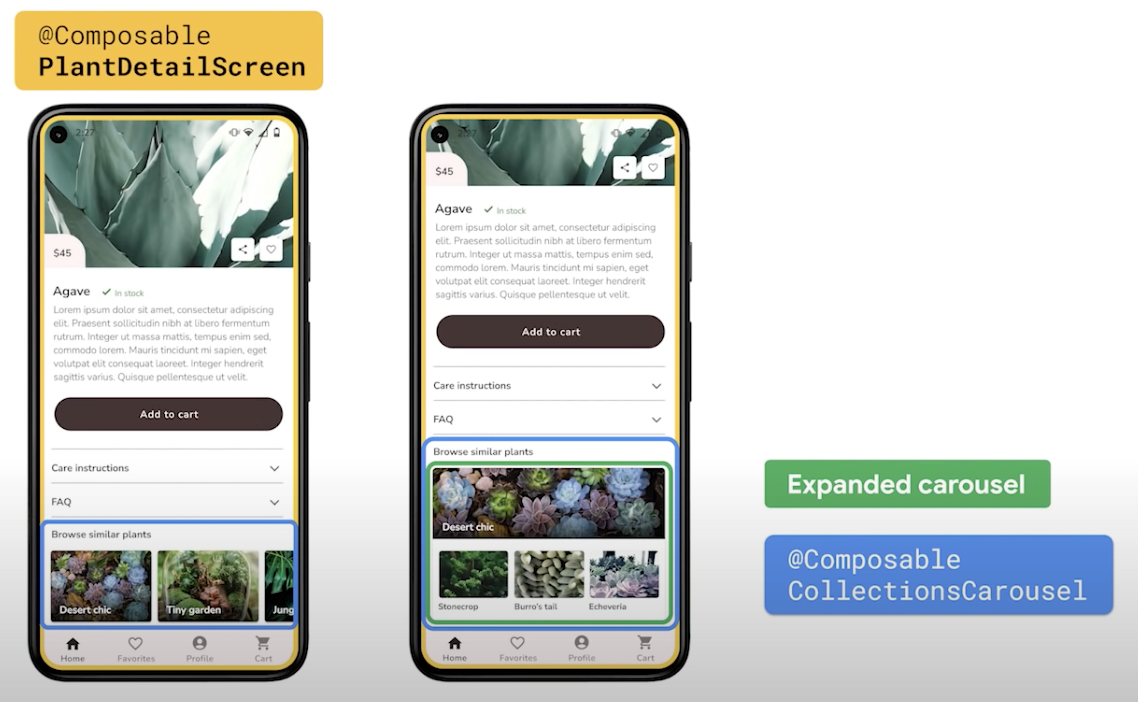 @Composable
PlantDetailScreen
2:27
$45
Agave
In stock
Lorem ipsum dolor sit amet, consectetur adipiscing
elit. Praesent sollicitudin nibh at libero fermentum
rutrum. Integer ut massa mattis, tempus enim sed,
commodo lorem. Mauris tincidunt mi sapien, eget
volutpat elit consequat laoreet. Integer hendrerit
sagittis varius. Quisque pellentesque ut velit.
Add to cart
Care instructions
FAQ
Browse similar plants
Desert chic
Tiny garden
Jung
Home
Favorites
Profile
Cart
2:27
$45
Agave
In stock
Lorem ipsum dolor sit amet, consectetur adipiscing
elit. Praesent sollicitudin nibh at libero fermentum
rutrum. Integer ut massa mattis, tempus enim sed,
commodo lorem. Mauris tincidunt mi sapien, eget
volutpat elit consequat laoreet. Integer hendrerit
sagittis varius. Quisque pellentesque ut velit.
Add to cart
Care instructions
FAQ
Browse similar plants
Desert chic
Stonecrop
Burro's tail
Echeveria
Home
Favorites
Profile
Cart
Expanded carousel
@Composable
CollectionsCarousel